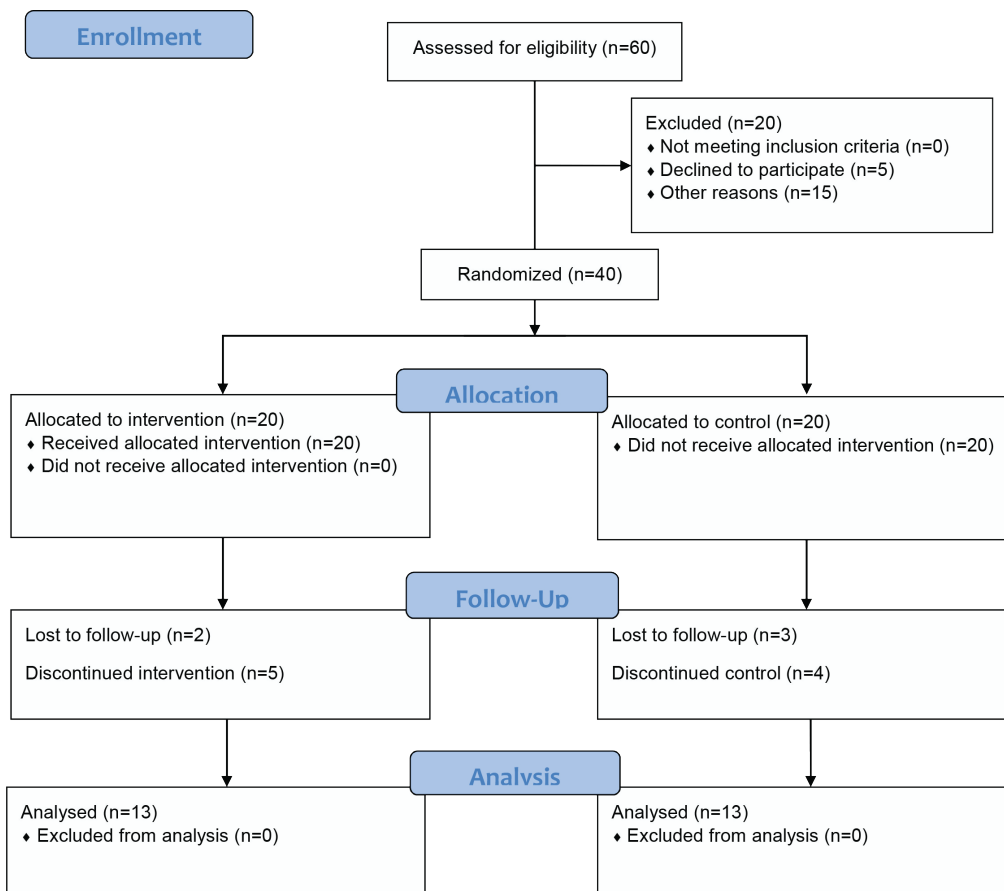 Enrollment
Assessed for eligibility (n=60)
Excluded (n=20)
♦ Not meeting inclusion criteria (n=0)
♦ Declined to participate (n=5)
♦ Other reasons (n=15)
Randomized (n=40)
Allocation
Allocated to intervention (n=20)
♦ Received allocated intervention (n=20)
♦ Did not receive allocated intervention (n=0)
Allocated to control (n=20)
♦ Did not receive allocated intervention (n=20)
Follow-Up
Lost to follow-up (n=2)
Discontinued intervention (n=5)
Lost to follow-up (n=3)
Discontinued control (n=4)
Analysis
Analysed (n=13)
♦ Excluded from analysis (n=0)
Analysed (n=13)
♦ Excluded from analysis (n=0)